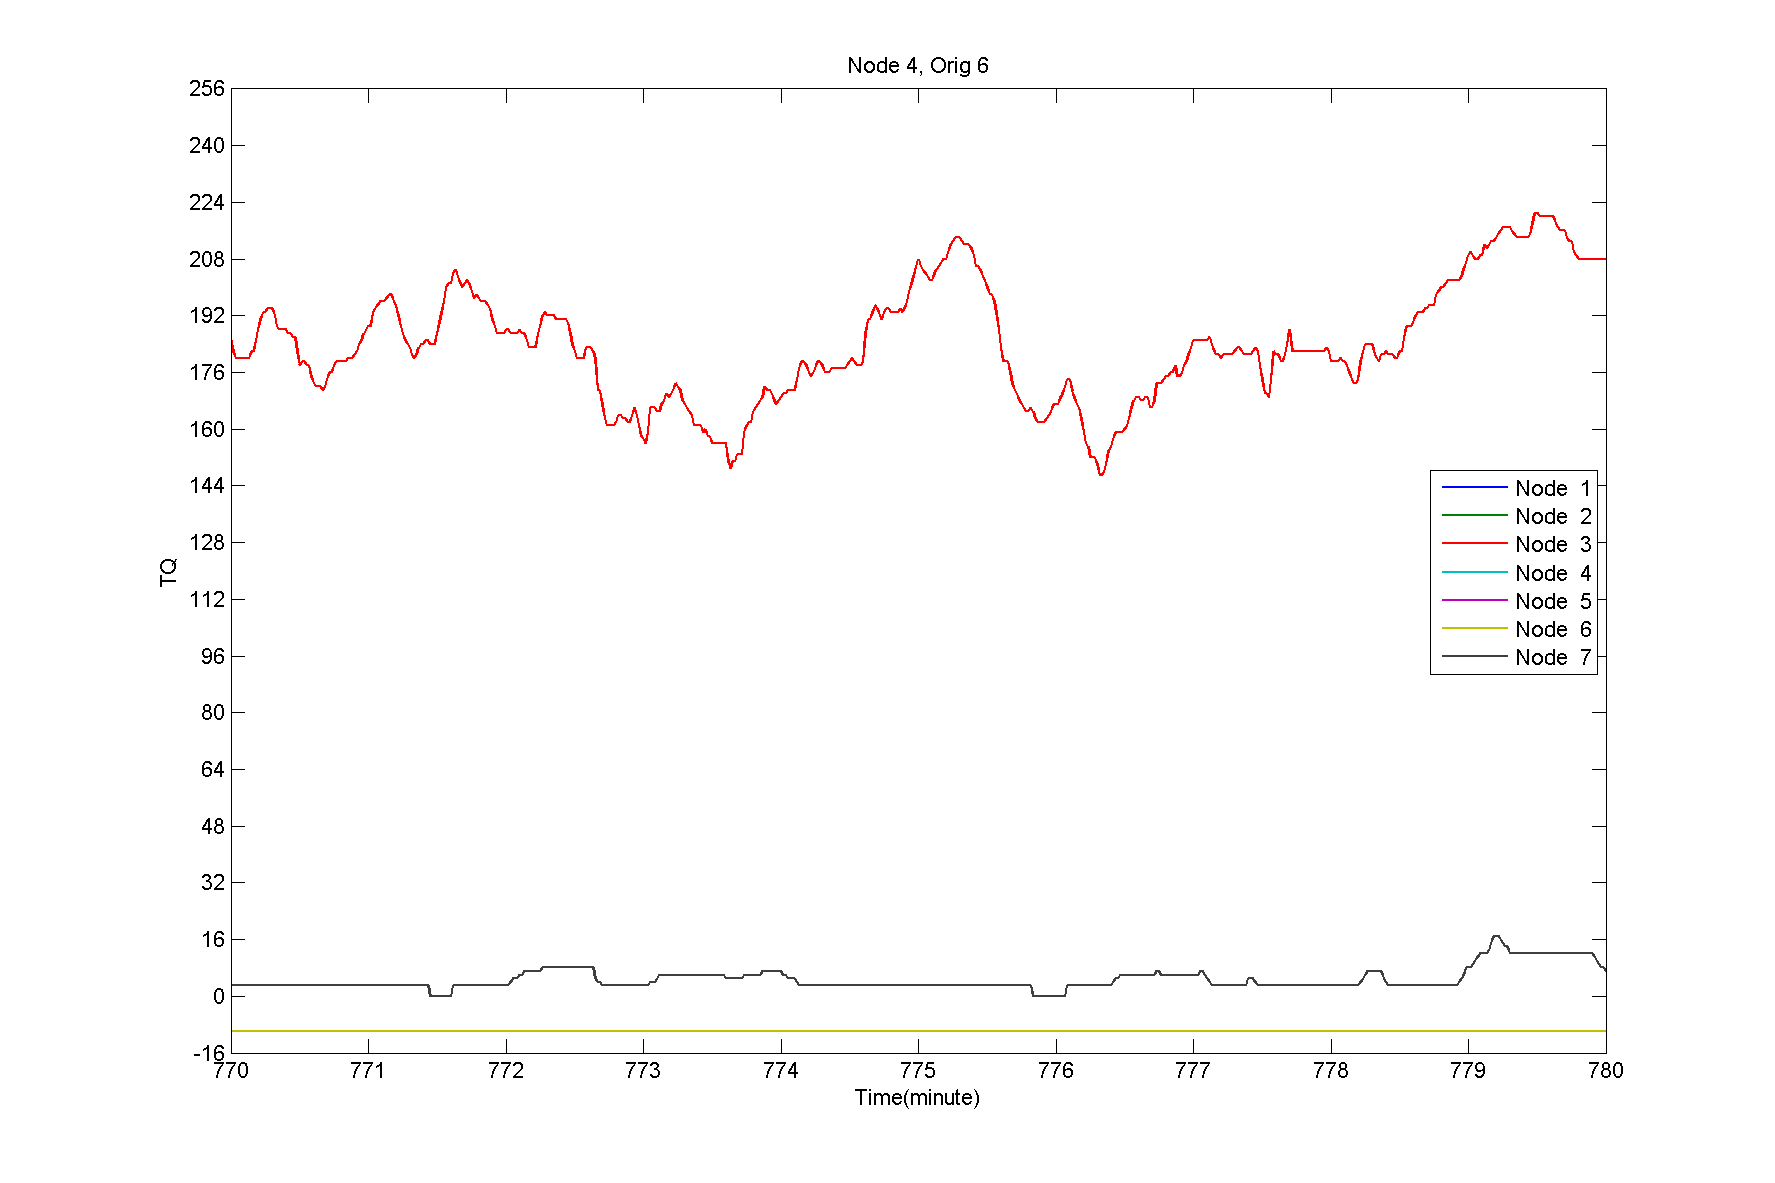 Node 4, Orig 6
256
240
224
208
192
176
160
144
128
112
96
80
64
48
32
16
0
-16
TQ
Node 1
Node 2
Node 3
Node 4
Node 5
Node 6
Node 7
770 771 772 773 774 775 776 777 778 779 780
Time(minute)